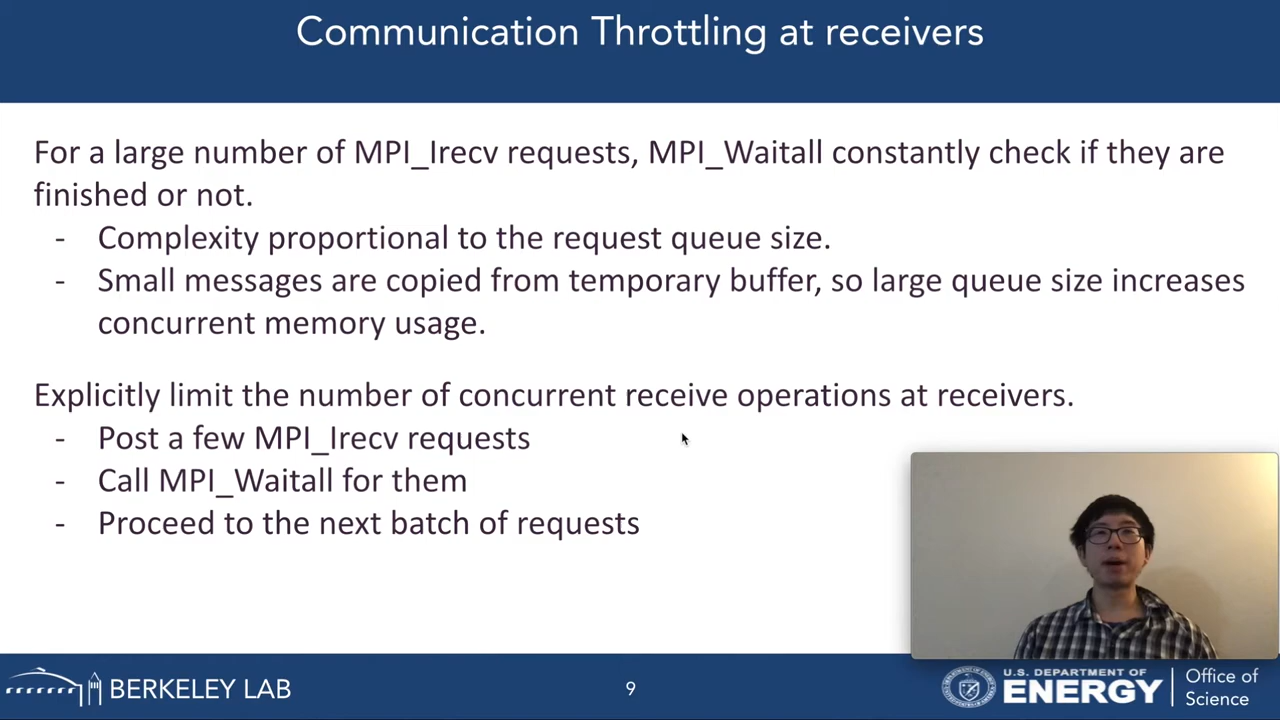 Communication Throttling at receivers
For a large number of MPI_Irecv requests, MPI_Waitall constantly check if they are
finished or not.
- Complexity proportional to the request queue size.
- Small messages are copied from temporary buffer, so large queue size increases
concurrent memory usage.
Explicitly limit the number of concurrent receive operations at receivers.
- Post a few MPI_Irecv requests
- Call MPI_Waitall for them
- Proceed to the next batch of requests
BERKELEY LAB
9
U.S. DEPARTMENT OF
ENERGY
Office of
Science